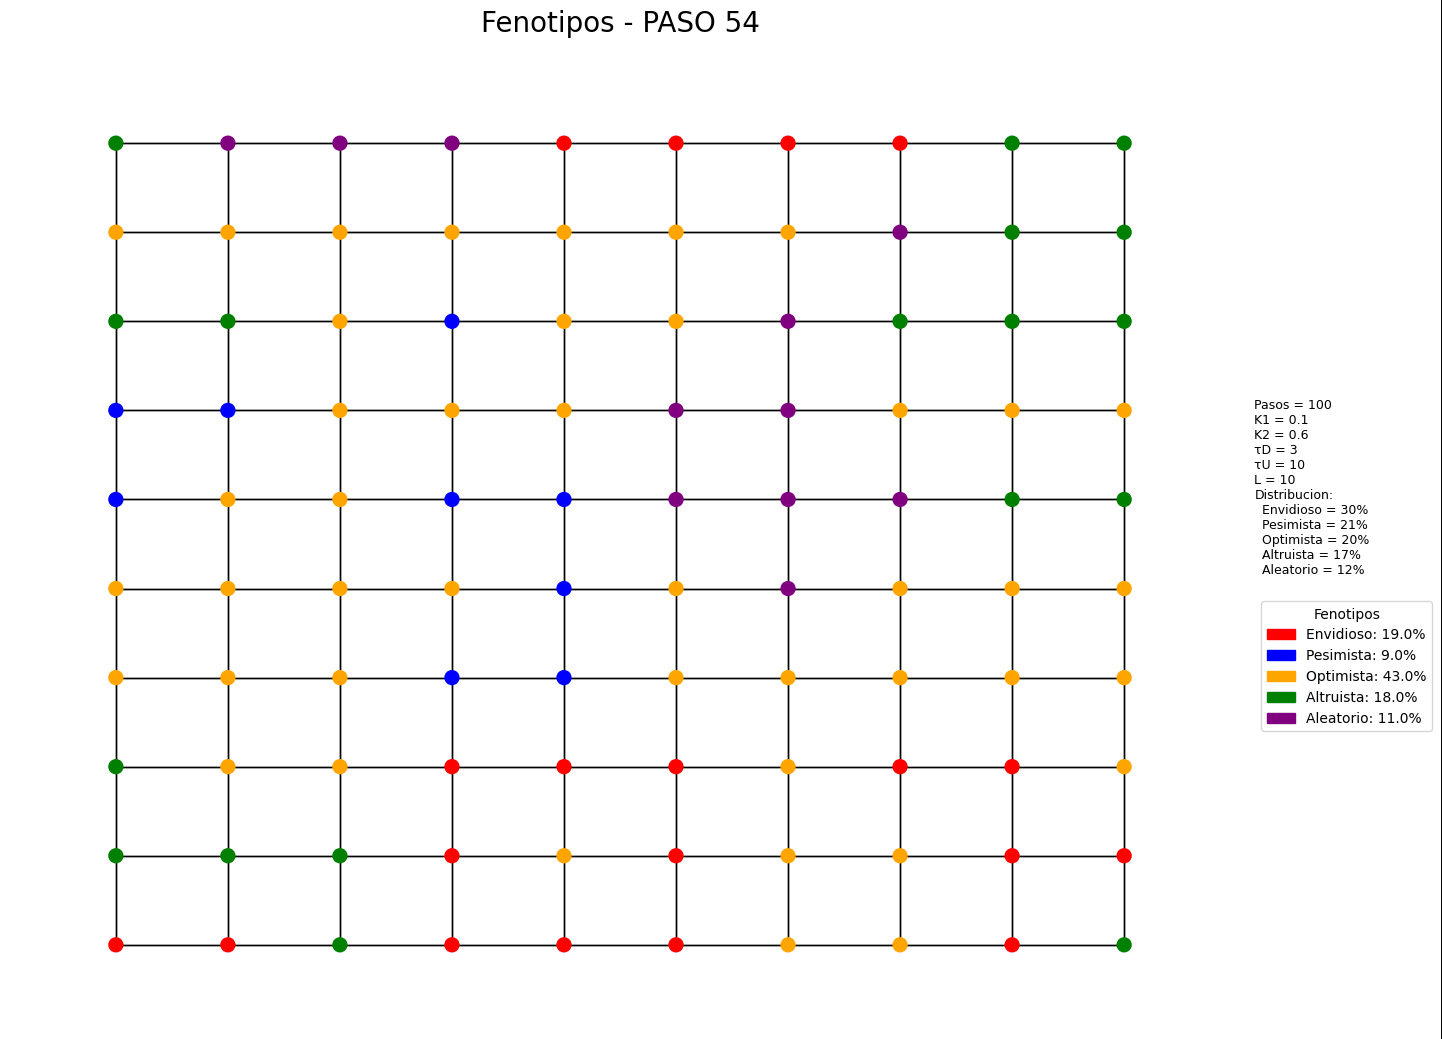 Fenotipos - PASO 54
Pasos = 100
K1 = 0.1
K2 = 0.6
τD = 3
τU = 10
L = 10
Distribucion:
Envidioso = 30%
Pesimista = 21%
Optimista = 20%
Altruista = 17%
Aleatorio = 12%
Fenotipos
Envidioso: 19.0%
Pesimista: 9.0%
Optimista: 43.0%
Altruista: 18.0%
Aleatorio: 11.0%